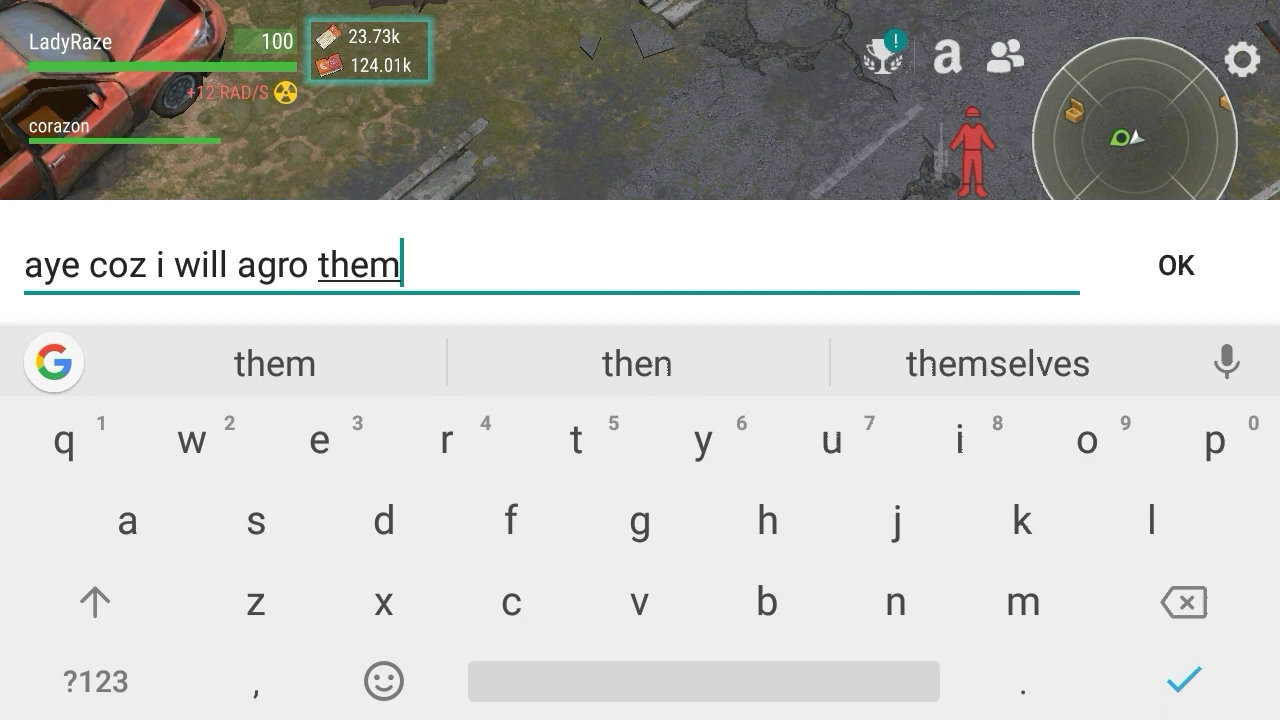 LadyRaze 100
23.73k
124.01k
+12 RAD/S
corazon
! a
aye coz i will agro them
OK
G them then themselves
q 1 w 2 e 3 r 4 t 5 y 6 u 7 i 8 o 9 p 0
a s d f g h j k l
z x c v b n m
?123 , .